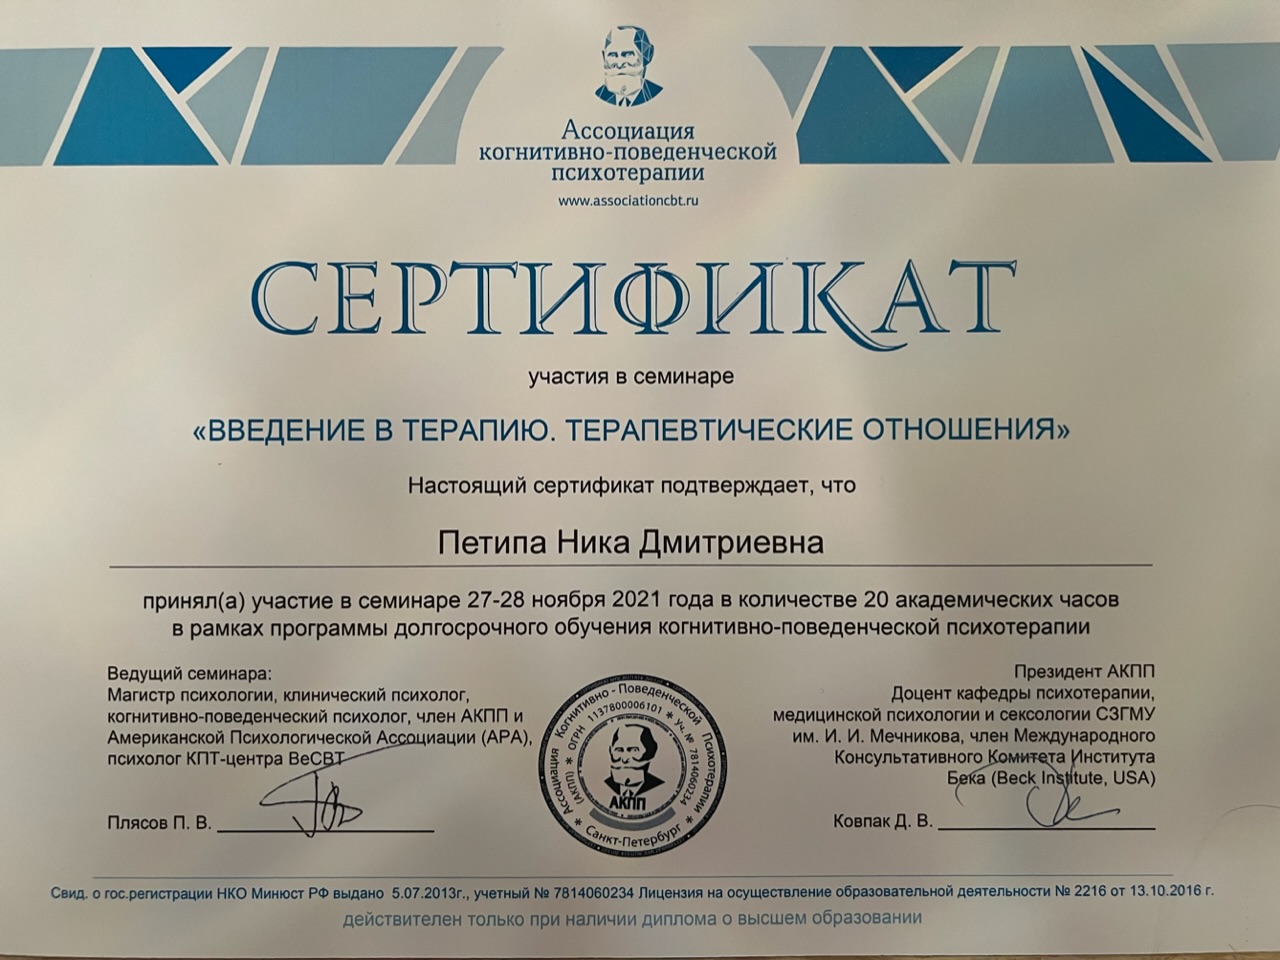 Ассоциация
когнитивно-поведенческой
психотерапии
www.associationcbt.ru
СЕРТИФИКАТ
участия в семинаре
«ВВЕДЕНИЕ В ТЕРАПИЮ. ТЕРАПЕВТИЧЕСКИЕ ОТНОШЕНИЯ»
Настоящий сертификат подтверждает, что
Петипа Ника Дмитриевна
принял(а) участие в семинаре 27-28 ноября 2021 года в количестве 20 академических часов
в рамках программы долгосрочного обучения когнитивно-поведенческой психотерапии
Ведущий семинара:
Магистр психологии, клинический психолог,
когнитивно-поведенческий психолог, член АКПП и
Американской Психологической Ассоциации (АРА),
психолог КПТ-центра BeCBT
Плясов П. В.
Ассоциация Когнитивно - Поведенческой Психотерапии
(АКПП) * ОГРН 1137800006101 * Уч. № 7814060234
АКПП
* Санкт-Петербург *
Президент АКПП
Доцент кафедры психотерапии,
медицинской психологии и сексологии СЗГМУ
им. И. И. Мечникова, член Международного
Консультативного Комитета Института
Бека (Beck Institute, USA)
Ковпак Д. В.
Свид. о гос.регистрации НКО Минюст РФ выдано 5.07.2013г., учетный № 7814060234 Лицензия на осуществление образовательной деятельности № 2216 от 13.10.2016 г.
действителен только при наличии диплома о высшем образовании